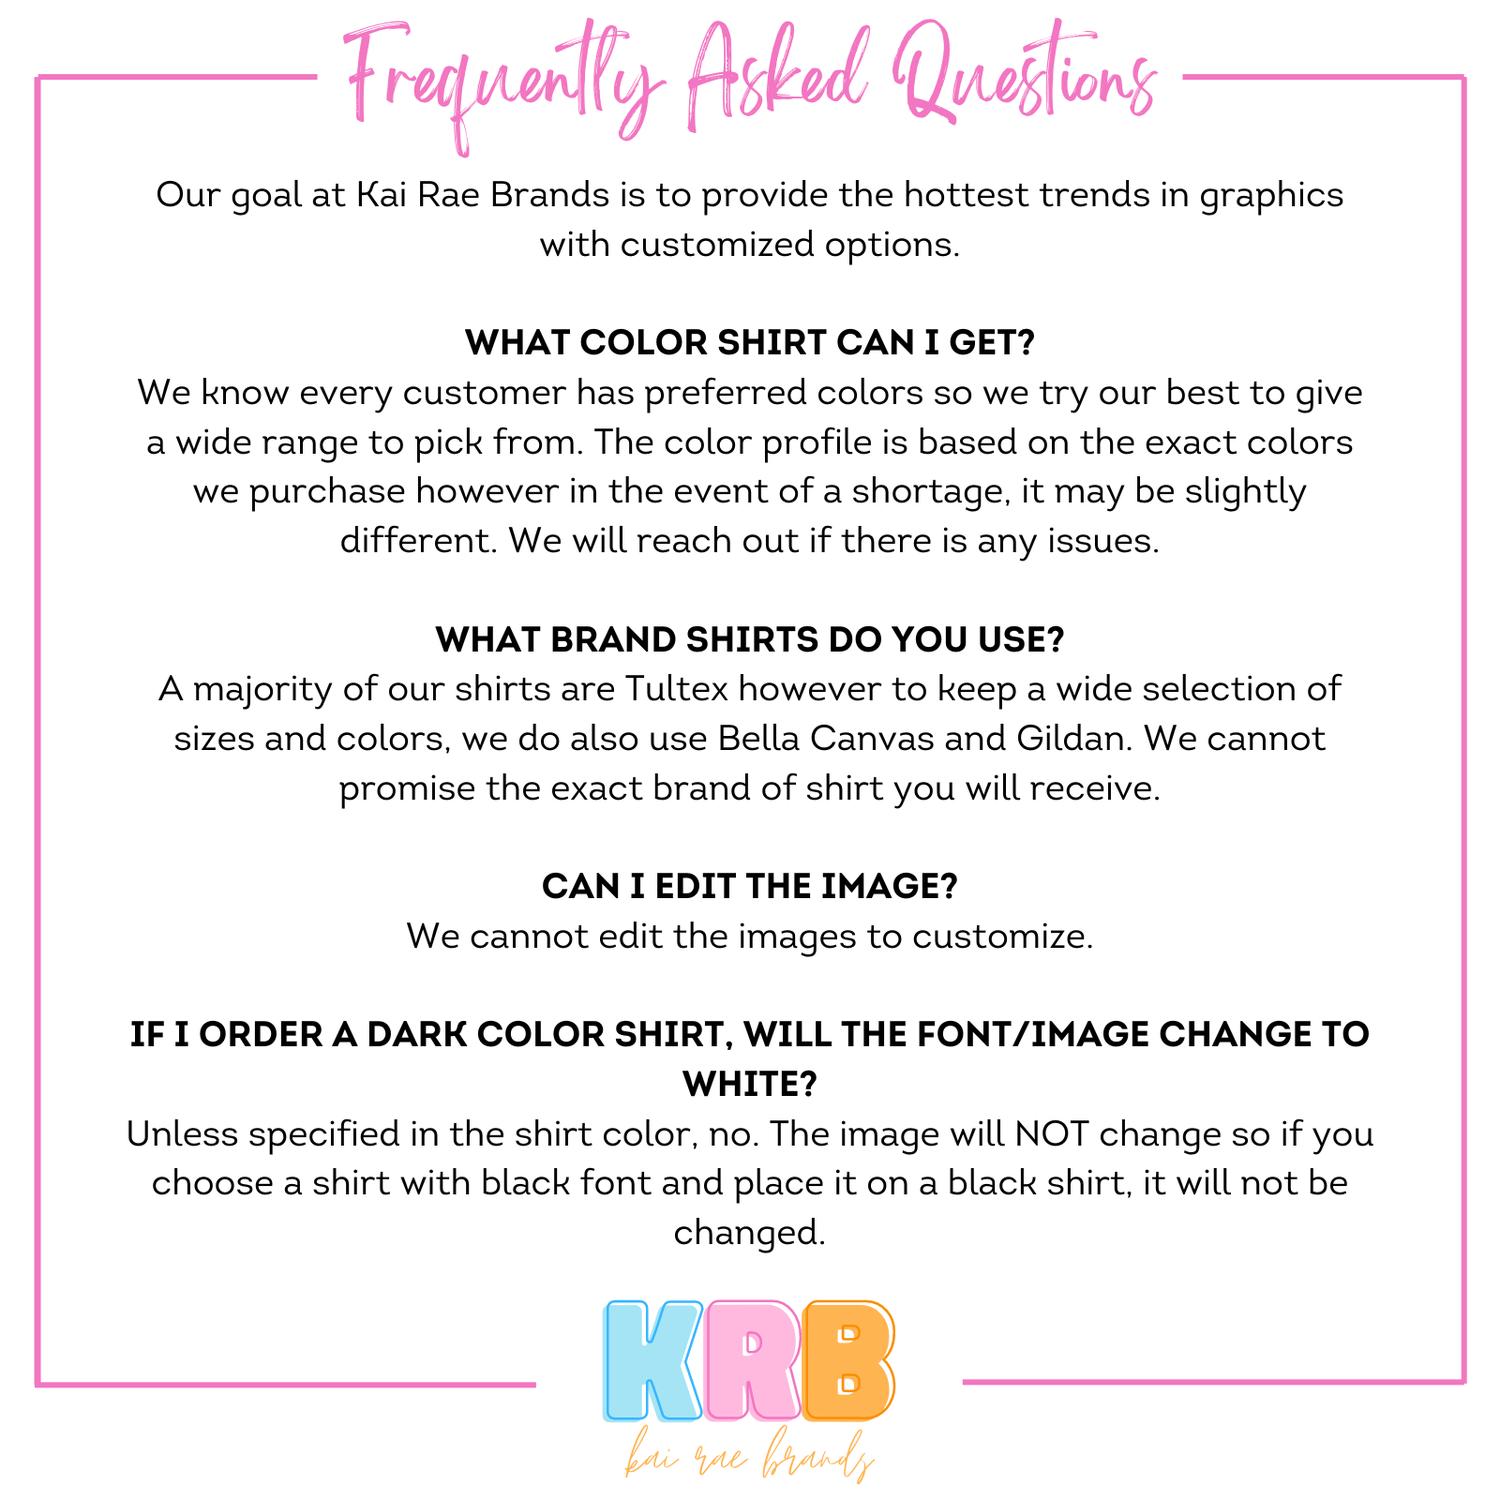 Frequently Asked Questions
Our goal at Kai Rae Brands is to provide the hottest trends in graphics
with customized options.
WHAT COLOR SHIRT CAN I GET?
We know every customer has preferred colors so we try our best to give
a wide range to pick from. The color profile is based on the exact colors
we purchase however in the event of a shortage, it may be slightly
different. We will reach out if there is any issues.
WHAT BRAND SHIRTS DO YOU USE?
A majority of our shirts are Tultex however to keep a wide selection of
sizes and colors, we do also use Bella Canvas and Gildan. We cannot
promise the exact brand of shirt you will receive.
CAN I EDIT THE IMAGE?
We cannot edit the images to customize.
IF I ORDER A DARK COLOR SHIRT, WILL THE FONT/IMAGE CHANGE TO
WHITE?
Unless specified in the shirt color, no. The image will NOT change so if you
choose a shirt with black font and place it on a black shirt, it will not be
changed.
KRB
kai rae brands